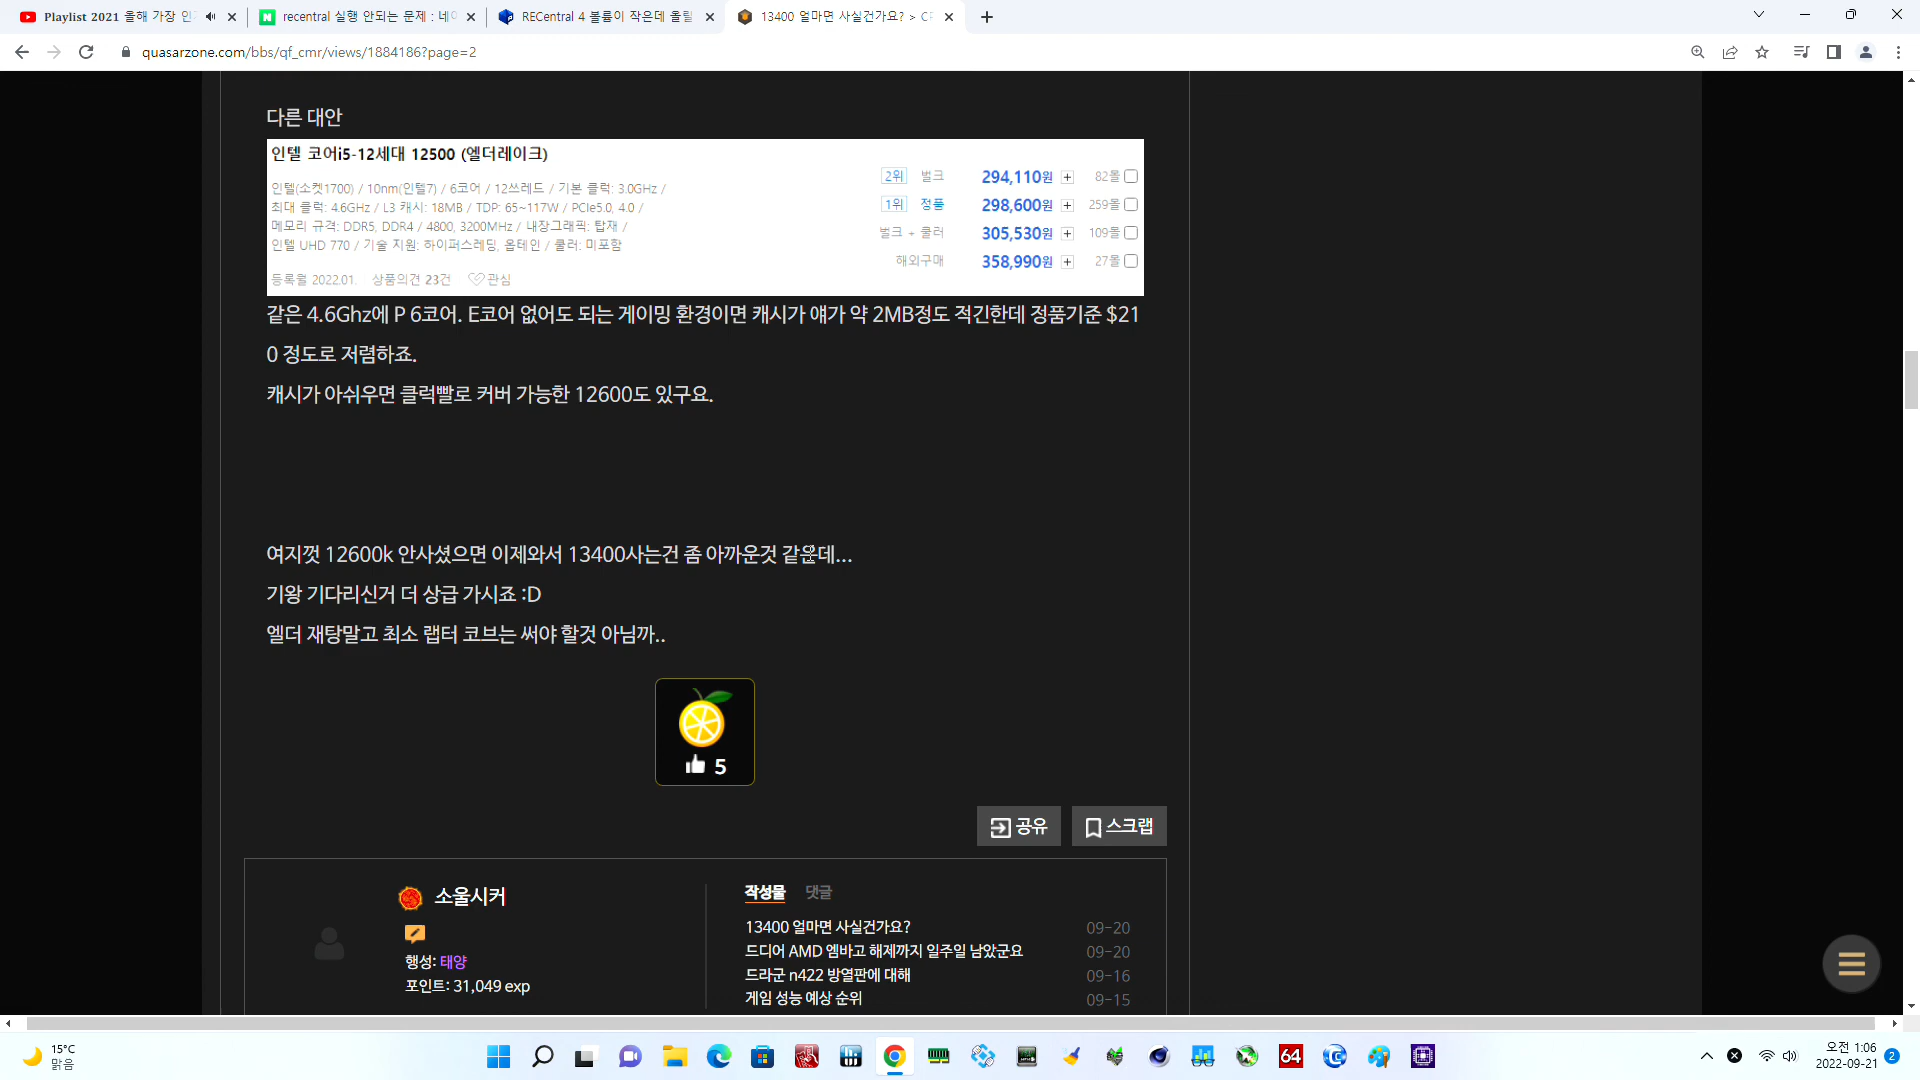 Playlist 2021 올해 가장 인
recentral 실행 안되는 문제 : 네이
RECentral 4 볼륨이 작은데 올릴
13400 얼마면 사실건가요? > CP
quasarzone.com/bbs/qf_cmr/views/1884186?page=2
다른 대안
인텔 코어i5-12세대 12500 (엘더레이크)
인텔(소켓1700) / 10nm(인텔7) / 6코어 / 12쓰레드 / 기본 클럭: 3.0GHz /
최대 클럭: 4.6GHz / L3 캐시: 18MB / TDP: 65~117W / PCIe5.0, 4.0 /
메모리 규격: DDR5, DDR4 / 4800, 3200MHz / 내장그래픽: 탑재 /
인텔 UHD 770 / 기술 지원: 하이퍼스레딩, 옵테인 / 쿨러: 미포함
등록월 2022.01. 상품의견 23건 관심
2위 벌크 294,110원 + 82몰
1위 정품 298,600원 + 259몰
벌크 + 쿨러 305,530원 + 109몰
해외구매 358,990원 + 27몰
같은 4.6Ghz에 P 6코어. E코어 없어도 되는 게이밍 환경이면 캐시가 얘가 약 2MB정도 적긴한데 정품기준 $21
0 정도로 저렴하죠.
캐시가 아쉬우면 클럭빨로 커버 가능한 12600도 있구요.
여지껏 12600k 안사셨으면 이제와서 13400사는건 좀 아까운것 같은데...
기왕 기다리신거 더 상급 가시죠 :D
엘더 재탕말고 최소 랩터 코브는 써야 할것 아님까..
5
공유
스크랩
소울시커
행성: 태양
포인트: 31,049 exp
작성물 댓글
13400 얼마면 사실건가요? 09-20
드디어 AMD 엠바고 해제까지 일주일 남았군요 09-20
드라군 n422 방열판에 대해 09-16
게임 성능 예상 순위 09-15
15°C
맑음
64
오전 1:06
2022-09-21
2